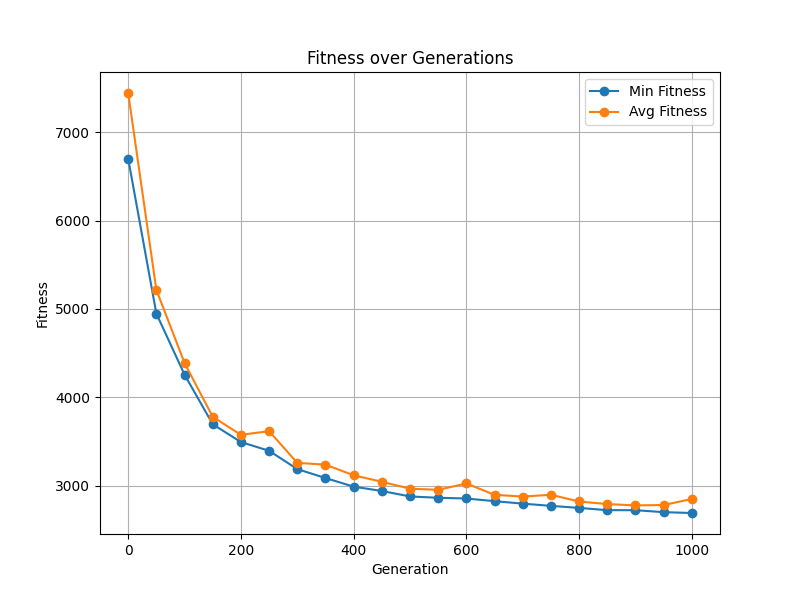 Fitness over Generations
Min Fitness
Avg Fitness
7000
6000
5000
4000
3000
Fitness
0 200 400 600 800 1000
Generation